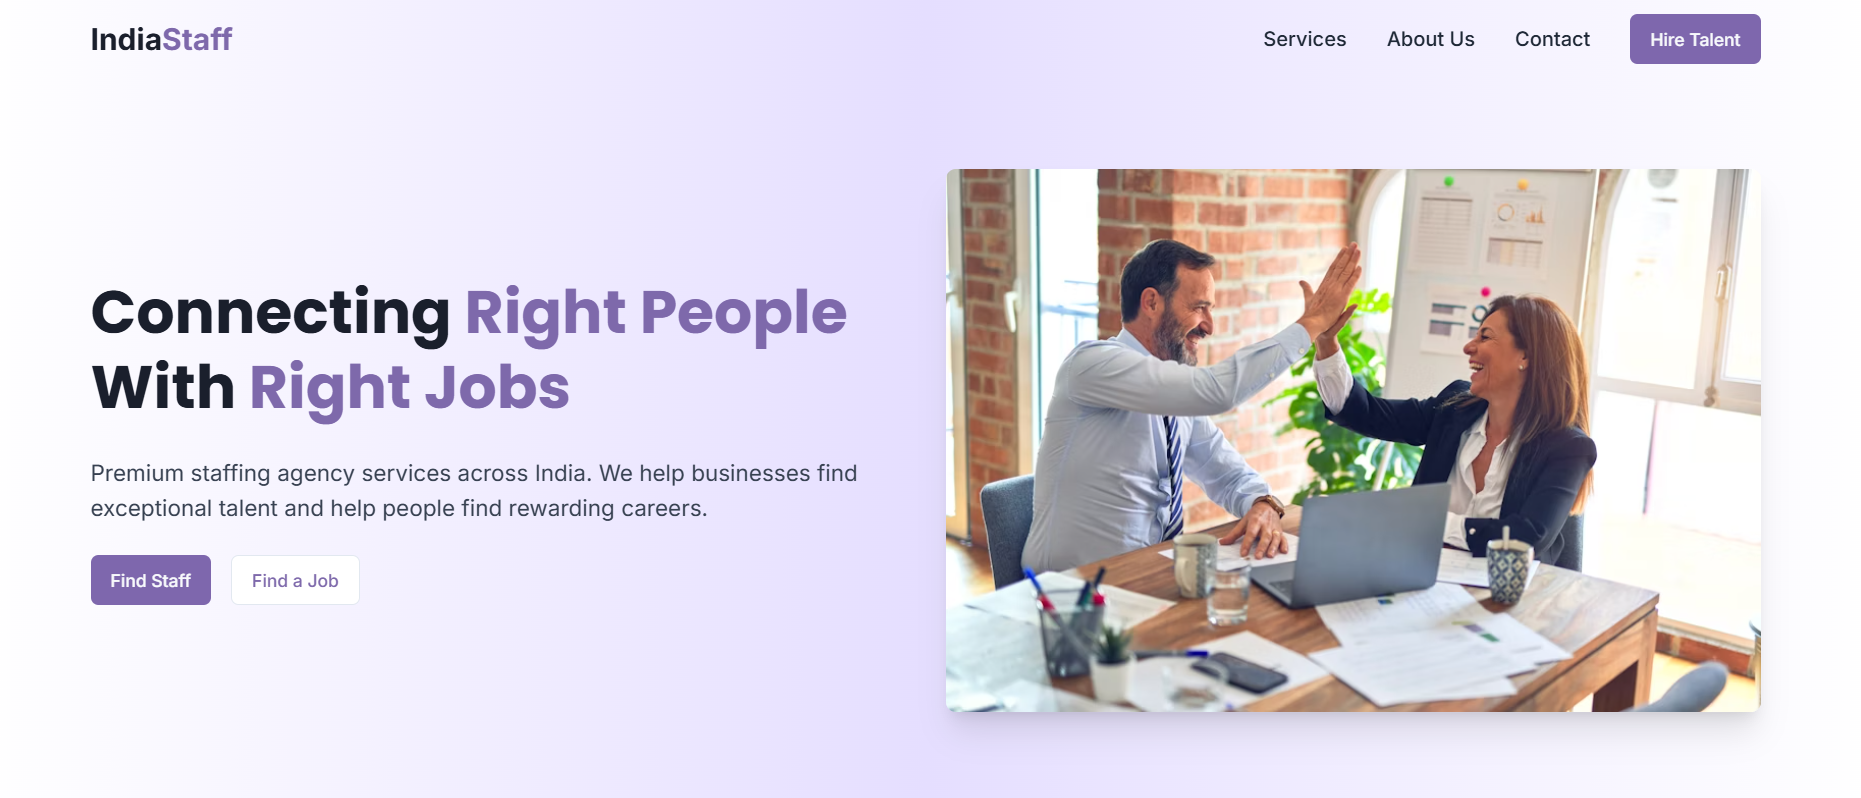 IndiaStaff
Services
About Us
Contact
Hire Talent
Connecting Right People
With Right Jobs
Premium staffing agency services across India. We help businesses find
exceptional talent and help people find rewarding careers.
Find Staff
Find a Job